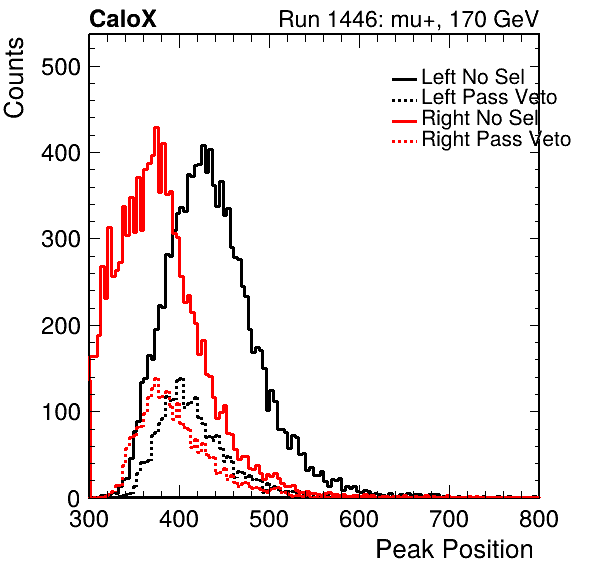 CaloX
Run 1446: mu+, 170 GeV
Counts
500
400
300
200
100
0
Left No Sel
Left Pass Veto
Right No Sel
Right Pass Veto
300 400 500 600 700 800
Peak Position